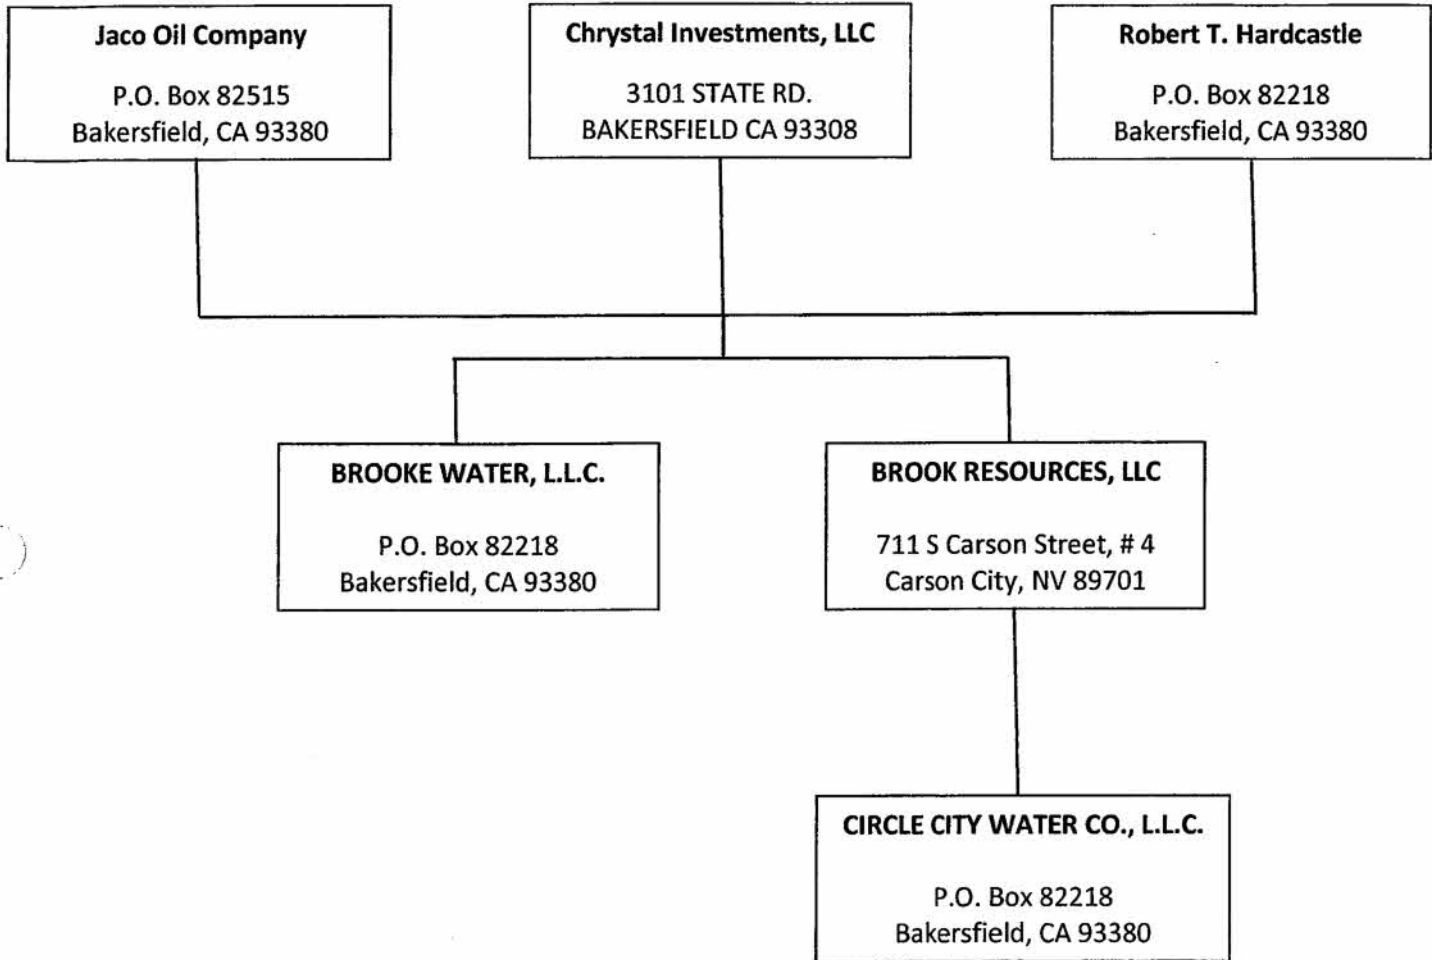 Jaco Oil Company
P.O. Box 82515
Bakersfield, CA 93380
Chrystal Investments, LLC
3101 STATE RD.
BAKERSFIELD CA 93308
Robert T. Hardcastle
P.O. Box 82218
Bakersfield, CA 93380
BROOKE WATER, L.L.C.
P.O. Box 82218
Bakersfield, CA 93380
BROOK RESOURCES, LLC
711 S Carson Street, # 4
Carson City, NV 89701
CIRCLE CITY WATER CO., L.L.C.
P.O. Box 82218
Bakersfield, CA 93380